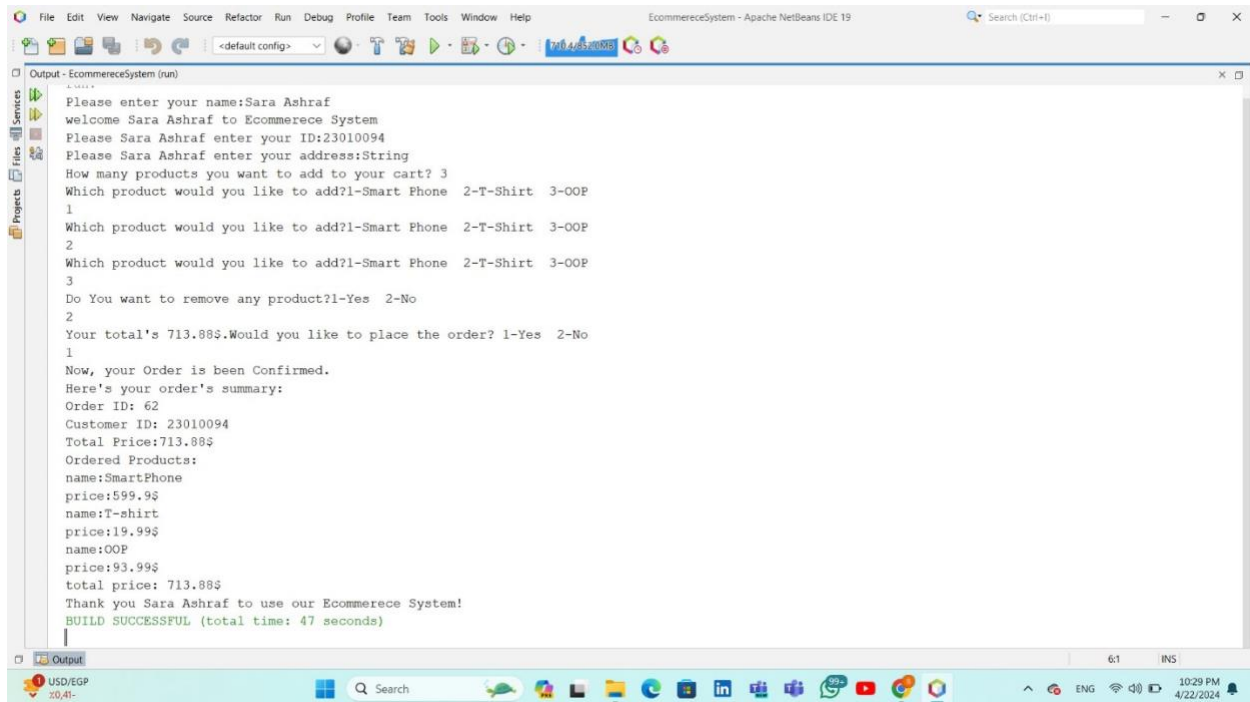 File Edit View Navigate Source Refactor Run Debug Profile Team Tools Window Help EcommereceSystem - Apache NetBeans IDE 19 Search (Ctrl+I)
<default config>
Output - EcommereceSystem (run)
Services
Files
Projects
run:
Please enter your name:Sara Ashraf
welcome Sara Ashraf to Ecommerece System
Please Sara Ashraf enter your ID:23010094
Please Sara Ashraf enter your address:String
How many products you want to add to your cart? 3
Which product would you like to add?1-Smart Phone 2-T-Shirt 3-OOP
1
Which product would you like to add?1-Smart Phone 2-T-Shirt 3-OOP
2
Which product would you like to add?1-Smart Phone 2-T-Shirt 3-OOP
3
Do You want to remove any product?1-Yes 2-No
2
Your total's 713.88$.Would you like to place the order? 1-Yes 2-No
1
Now, your Order is been Confirmed.
Here's your order's summary:
Order ID: 62
Customer ID: 23010094
Total Price:713.88$
Ordered Products:
name:SmartPhone
price:599.9$
name:T-shirt
price:19.99$
name:OOP
price:93.99$
total price: 713.88$
Thank you Sara Ashraf to use our Ecommerece System!
BUILD SUCCESSFUL (total time: 47 seconds)
Output 6:1 INS
1 USD/EGP
٪0,41- Search 99+ ENG 10:29 PM
4/22/2024